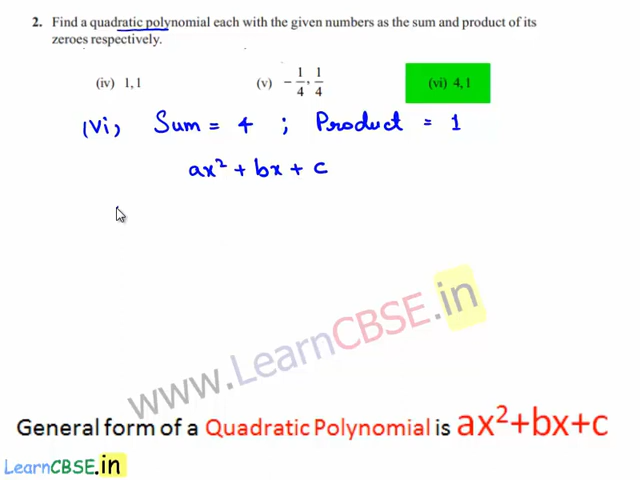 2. Find a quadratic polynomial each with the given numbers as the sum and product of its
zeroes respectively.
(iv) 1, 1 (v) −1/4, 1/4 (vi) 4, 1
(Vi) Sum = 4 ; Product = 1
ax² + bx + c
www.LearnCBSE.in
General form of a Quadratic Polynomial is ax²+bx+c
LearnCBSE.in